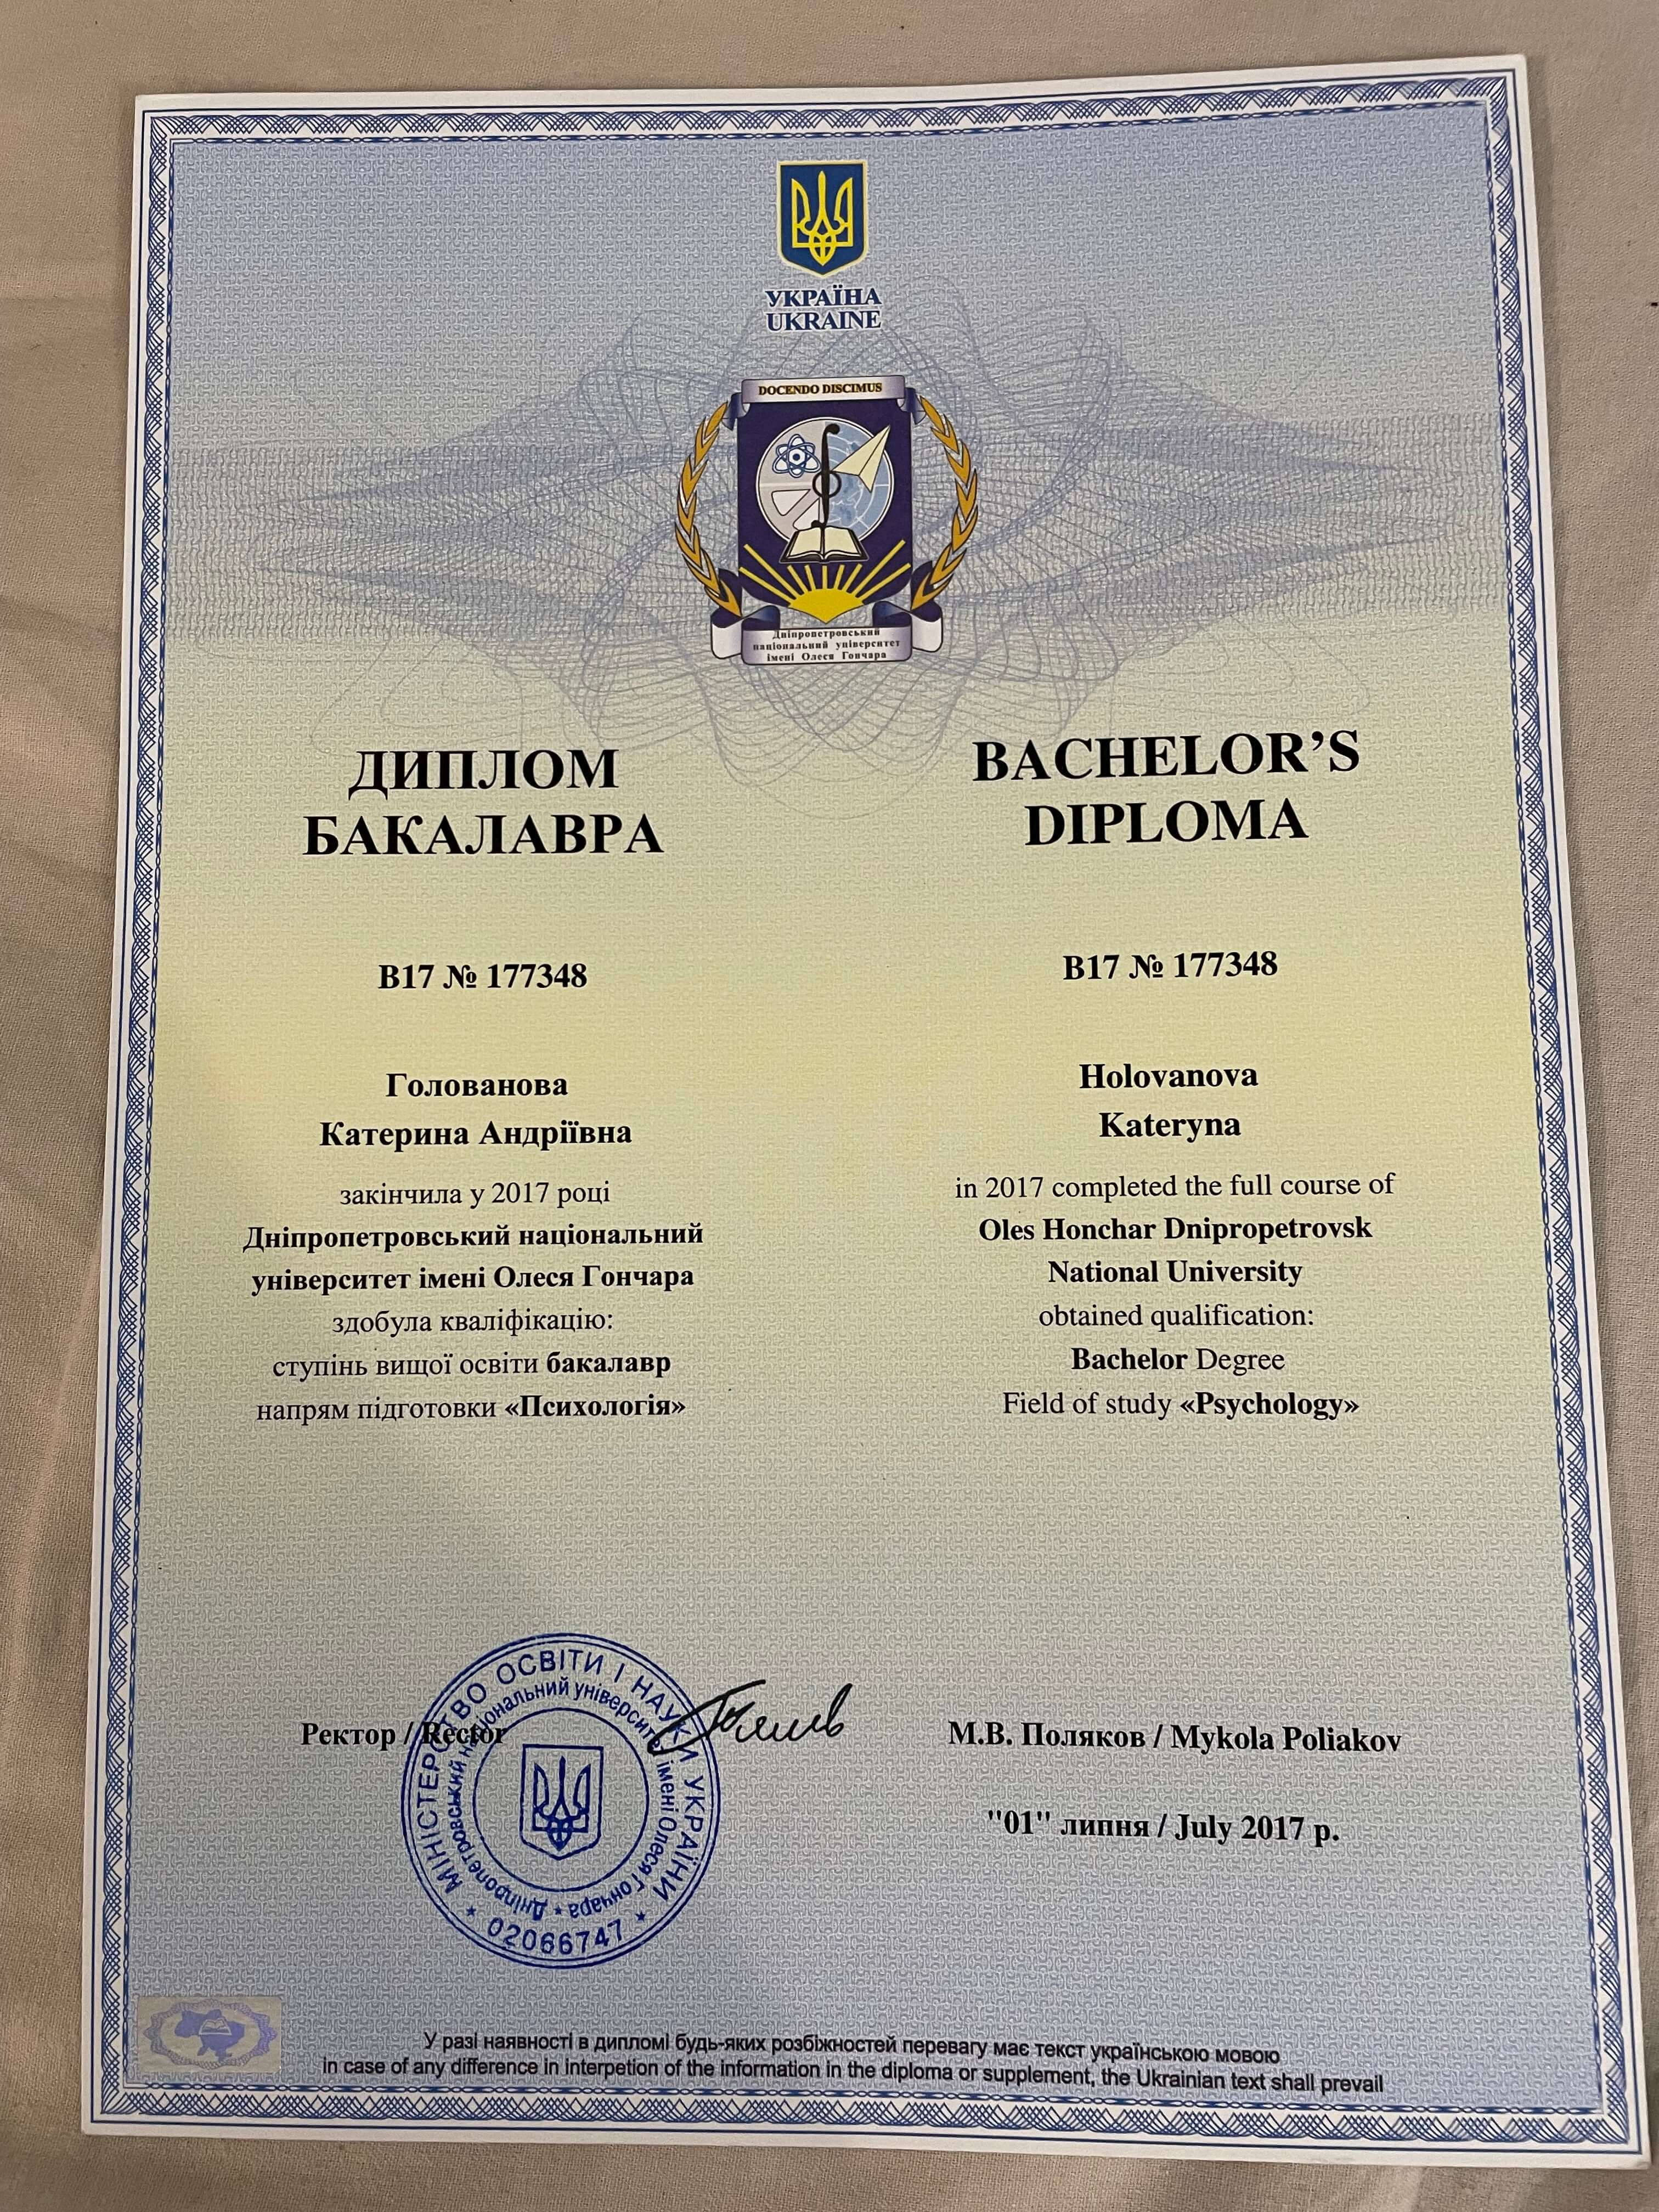 УКРАЇНА
UKRAINE
DOCENDO DISCIMUS
Дніпропетровський
національний університет
імені Олеся Гончара
ДИПЛОМ
БАКАЛАВРА
В17 № 177348
Голованова
Катерина Андріївна
закінчила у 2017 році
Дніпропетровський національний
університет імені Олеся Гончара
здобула кваліфікацію:
ступінь вищої освіти бакалавр
напрям підготовки «Психологія»
BACHELOR’S
DIPLOMA
B17 № 177348
Holovanova
Kateryna
in 2017 completed the full course of
Oles Honchar Dnipropetrovsk
National University
obtained qualification:
Bachelor Degree
Field of study «Psychology»
Ректор / Rector
М.В. Поляков / Mykola Poliakov
"01" липня / July 2017 р.
МІНІСТЕРСТВО ОСВІТИ І НАУКИ УКРАЇНИ
Дніпропетровський національний університет імені Олеся Гончара
* 02066747 *
У разі наявності в дипломі будь-яких розбіжностей перевагу має текст українською мовою
in case of any difference in interpetion of the information in the diploma or supplement, the Ukrainian text shall prevail